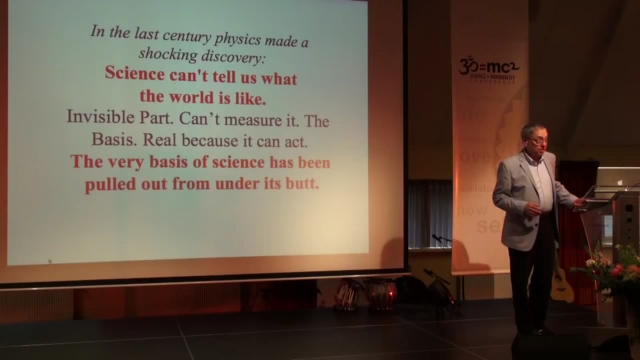 In the last century physics made a
shocking discovery:
Science can't tell us what
the world is like.
Invisible Part. Can't measure it. The
Basis. Real because it can act.
The very basis of science has been
pulled out from under its butt.
ॐ=mc²